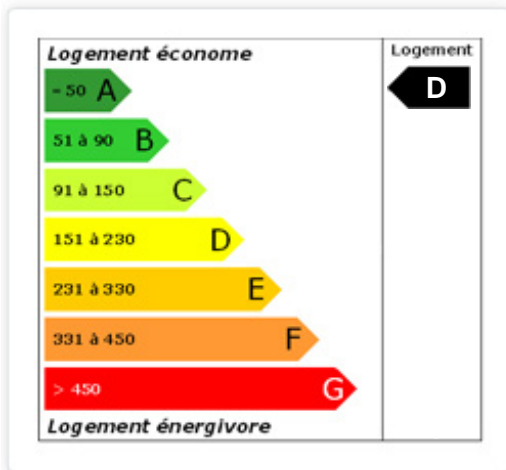 Logement économe
Logement
- 50 A
D
51 à 90 B
91 à 150 C
151 à 230 D
231 à 330 E
331 à 450 F
> 450 G
Logement énergivore